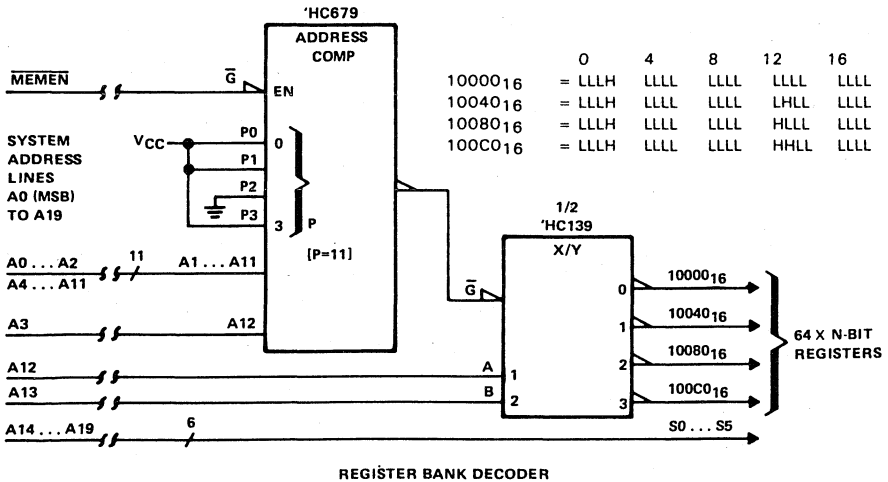 'HC679
ADDRESS
COMP
MEMEN
G
EN
VCC
P0
0
P1
P2
P3
3
P
[P=11]
SYSTEM
ADDRESS
LINES
A0 (MSB)
TO A19
0 4 8 12 16
10000₁₆ = LLLH LLLL LLLL LLLL LLLL
10040₁₆ = LLLH LLLL LLLL LHLL LLLL
10080₁₆ = LLLH LLLL LLLL HLLL LLLL
100C0₁₆ = LLLH LLLL LLLL HHLL LLLL
A0...A2
A4...A11
11
A1...A11
A3
A12
A12
A
1
A13
B
2
A14...A19
6
S0...S5
1/2
'HC139
X/Y
G
0
10000₁₆
1
10040₁₆
2
10080₁₆
3
100C0₁₆
64 X N-BIT
REGISTERS
REGISTER BANK DECODER